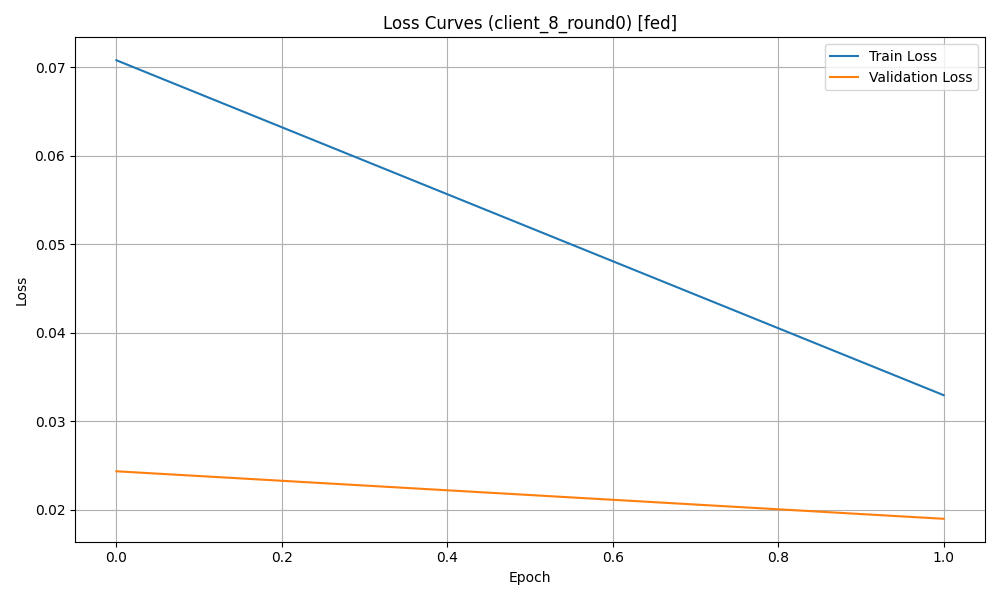 Loss Curves (client_8_round0) [fed]
Train Loss
Validation Loss
0.07
0.06
0.05
0.04
0.03
0.02
Loss
0.0 0.2 0.4 0.6 0.8 1.0
Epoch